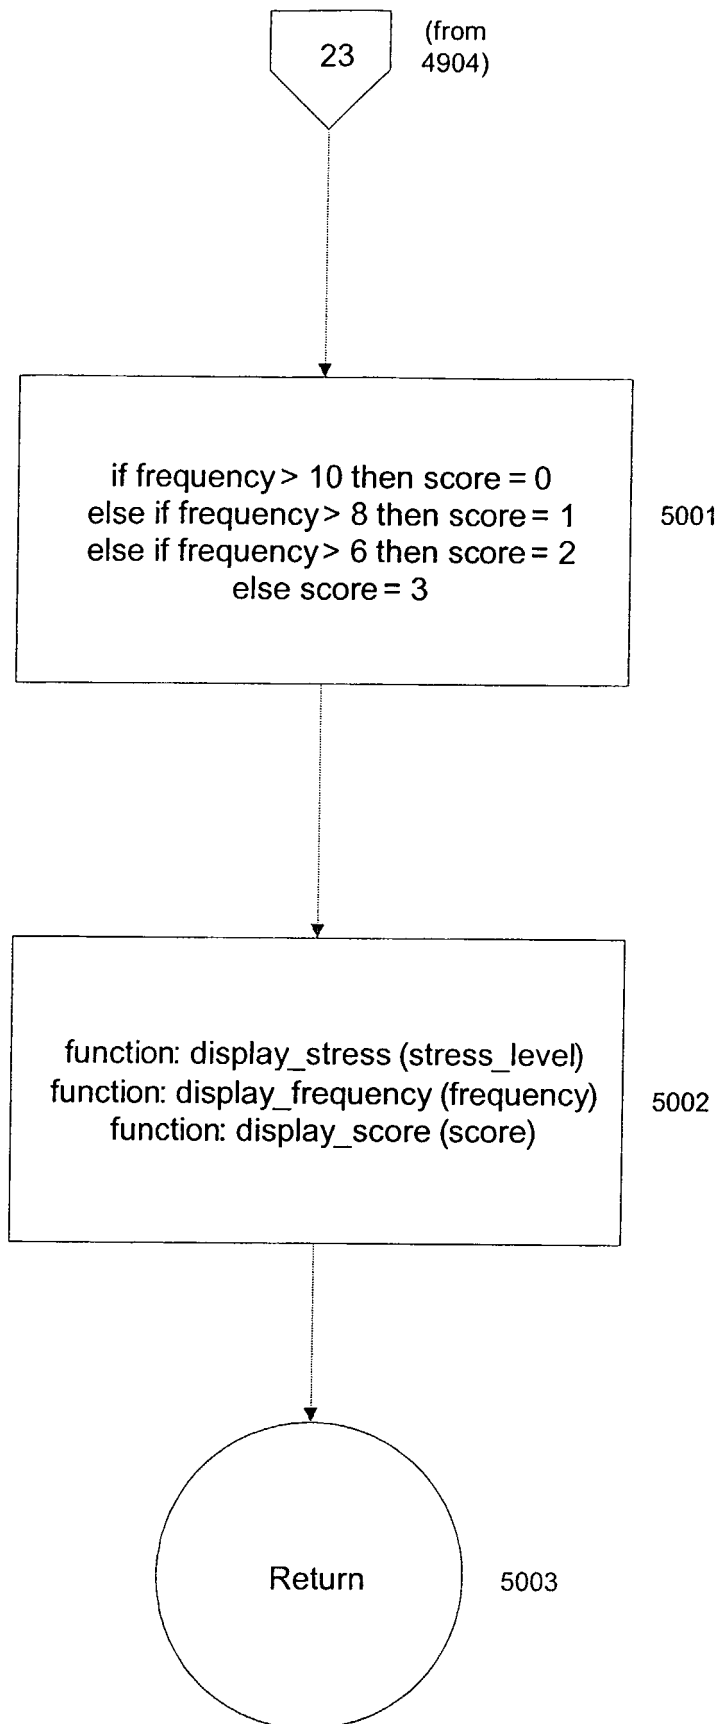 23
(from
4904)
if frequency > 10 then score = 0
else if frequency > 8 then score = 1
else if frequency > 6 then score = 2
else score = 3
5001
function: display_stress (stress_level)
function: display_frequency (frequency)
function: display_score (score)
5002
Return
5003